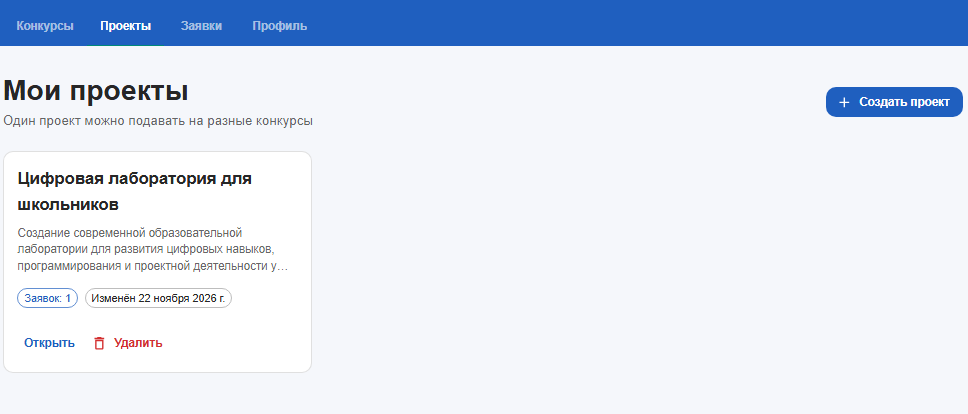 Конкурсы Проекты Заявки Профиль
Мои проекты
Один проект можно подавать на разные конкурсы
+ Создать проект
Цифровая лаборатория для
школьников
Создание современной образовательной
лаборатории для развития цифровых навыков,
программирования и проектной деятельности у…
Заявок: 1 Изменён 22 ноября 2026 г.
Открыть Удалить